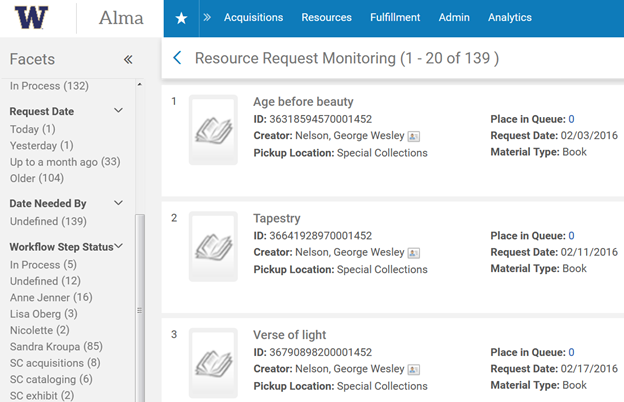 W
Alma
Acquisitions Resources Fulfillment Admin Analytics
Facets
In Process (132)
Request Date
Today (1)
Yesterday (1)
Up to a month ago (33)
Older (104)
Date Needed By
Undefined (139)
Workflow Step Status
In Process (5)
Undefined (12)
Anne Jenner (16)
Lisa Oberg (3)
Nicolette (2)
Sandra Kroupa (85)
SC acquisitions (8)
SC cataloging (6)
SC exhibit (2)
Resource Request Monitoring (1 - 20 of 139 )
1
Age before beauty
ID: 36318594570001452
Creator: Nelson, George Wesley
Pickup Location: Special Collections
Place in Queue: 0
Request Date: 02/03/2016
Material Type: Book
2
Tapestry
ID: 36641928970001452
Creator: Nelson, George Wesley
Pickup Location: Special Collections
Place in Queue: 0
Request Date: 02/11/2016
Material Type: Book
3
Verse of light
ID: 36790898200001452
Creator: Nelson, George Wesley
Pickup Location: Special Collections
Place in Queue: 0
Request Date: 02/17/2016
Material Type: Book